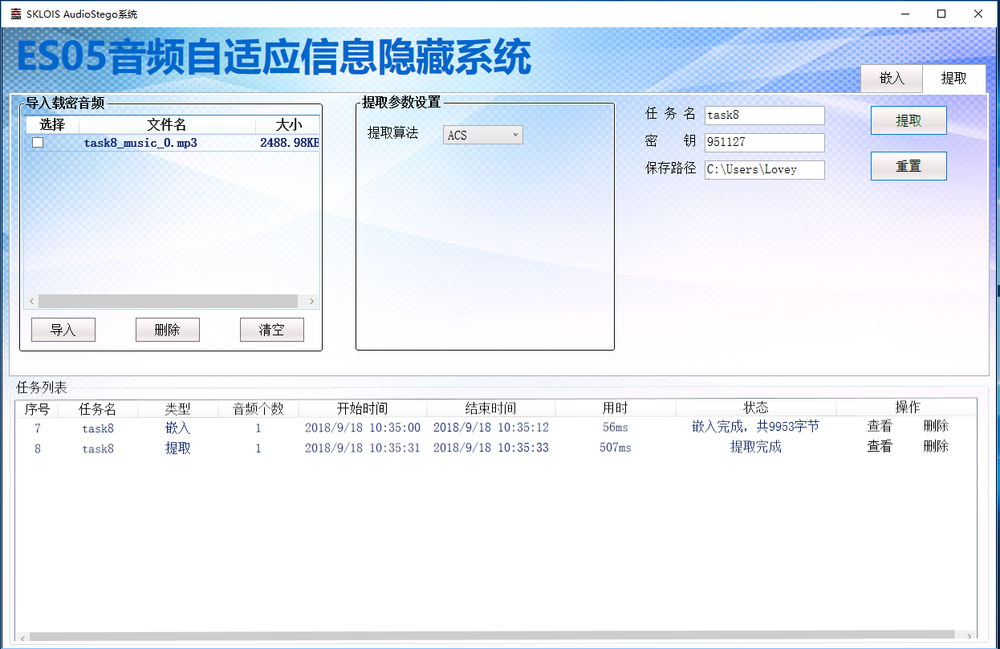 SKLOIS AudioStego系统
ES05音频自适应信息隐藏系统
嵌入 提取
导入载密音频
选择 文件名 大小
task8_music_0.mp3 2488.98KB
导入 删除 清空
提取参数设置
提取算法 ACS
任 务 名 task8
密 钥 951127
保存路径 C:\Users\Lovey
提取
重置
任务列表
序号 任务名 类型 音频个数 开始时间 结束时间 用时 状态 操作
7 task8 嵌入 1 2018/9/18 10:35:00 2018/9/18 10:35:12 56ms 嵌入完成，共9953字节 查看 删除
8 task8 提取 1 2018/9/18 10:35:31 2018/9/18 10:35:33 507ms 提取完成 查看 删除